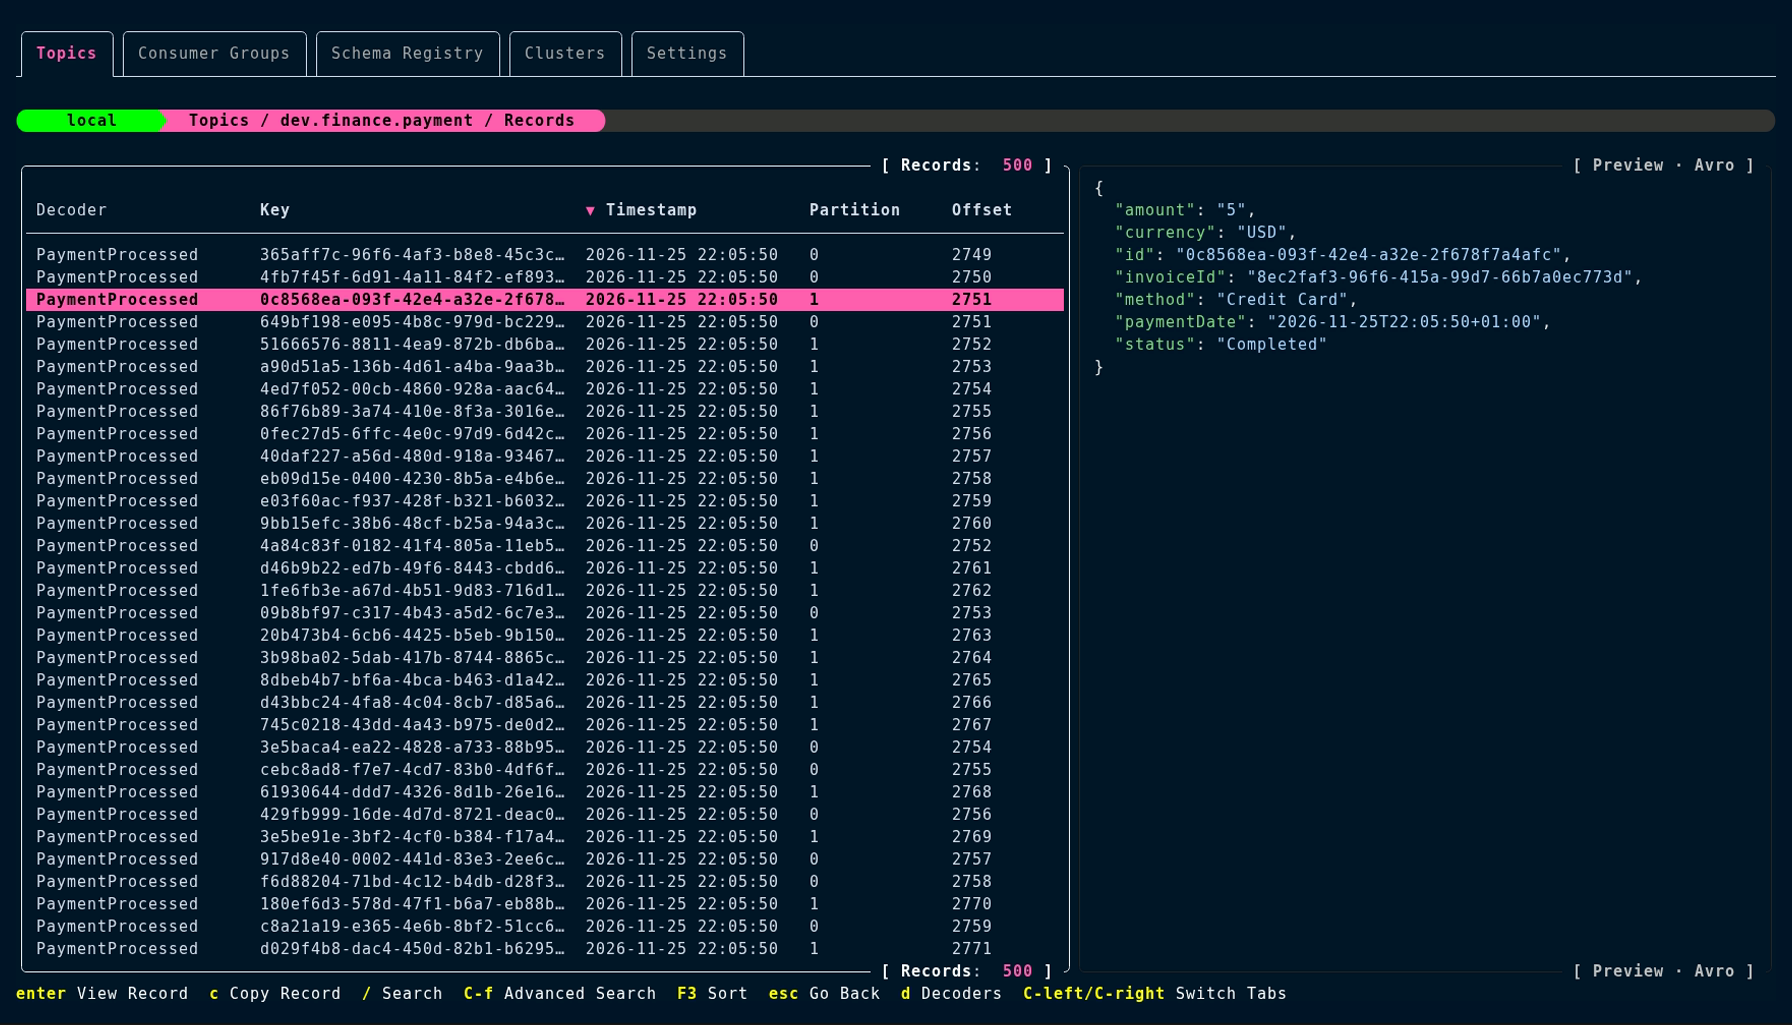 Topics Consumer Groups Schema Registry Clusters Settings
local Topics / dev.finance.payment / Records
[ Records: 500 ]
Decoder Key ▼ Timestamp Partition Offset
PaymentProcessed 365aff7c-96f6-4af3-b8e8-45c3c… 2026-11-25 22:05:50 0 2749
PaymentProcessed 4fb7f45f-6d91-4a11-84f2-ef893… 2026-11-25 22:05:50 0 2750
PaymentProcessed 0c8568ea-093f-42e4-a32e-2f678… 2026-11-25 22:05:50 1 2751
PaymentProcessed 649bf198-e095-4b8c-979d-bc229… 2026-11-25 22:05:50 0 2751
PaymentProcessed 51666576-8811-4ea9-872b-db6ba… 2026-11-25 22:05:50 1 2752
PaymentProcessed a90d51a5-136b-4d61-a4ba-9aa3b… 2026-11-25 22:05:50 1 2753
PaymentProcessed 4ed7f052-00cb-4860-928a-aac64… 2026-11-25 22:05:50 1 2754
PaymentProcessed 86f76b89-3a74-410e-8f3a-3016e… 2026-11-25 22:05:50 1 2755
PaymentProcessed 0fec27d5-6ffc-4e0c-97d9-6d42c… 2026-11-25 22:05:50 1 2756
PaymentProcessed 40daf227-a56d-480d-918a-93467… 2026-11-25 22:05:50 1 2757
PaymentProcessed eb09d15e-0400-4230-8b5a-e4b6e… 2026-11-25 22:05:50 1 2758
PaymentProcessed e03f60ac-f937-428f-b321-b6032… 2026-11-25 22:05:50 1 2759
PaymentProcessed 9bb15efc-38b6-48cf-b25a-94a3c… 2026-11-25 22:05:50 1 2760
PaymentProcessed 4a84c83f-0182-41f4-805a-11eb5… 2026-11-25 22:05:50 0 2752
PaymentProcessed d46b9b22-ed7b-49f6-8443-cbdd6… 2026-11-25 22:05:50 1 2761
PaymentProcessed 1fe6fb3e-a67d-4b51-9d83-716d1… 2026-11-25 22:05:50 1 2762
PaymentProcessed 09b8bf97-c317-4b43-a5d2-6c7e3… 2026-11-25 22:05:50 0 2753
PaymentProcessed 20b473b4-6cb6-4425-b5eb-9b150… 2026-11-25 22:05:50 1 2763
PaymentProcessed 3b98ba02-5dab-417b-8744-8865c… 2026-11-25 22:05:50 1 2764
PaymentProcessed 8dbeb4b7-bf6a-4bca-b463-d1a42… 2026-11-25 22:05:50 1 2765
PaymentProcessed d43bbc24-4fa8-4c04-8cb7-d85a6… 2026-11-25 22:05:50 1 2766
PaymentProcessed 745c0218-43dd-4a43-b975-de0d2… 2026-11-25 22:05:50 1 2767
PaymentProcessed 3e5baca4-ea22-4828-a733-88b95… 2026-11-25 22:05:50 0 2754
PaymentProcessed cebc8ad8-f7e7-4cd7-83b0-4df6f… 2026-11-25 22:05:50 0 2755
PaymentProcessed 61930644-ddd7-4326-8d1b-26e16… 2026-11-25 22:05:50 1 2768
PaymentProcessed 429fb999-16de-4d7d-8721-deac0… 2026-11-25 22:05:50 0 2756
PaymentProcessed 3e5be91e-3bf2-4cf0-b384-f17a4… 2026-11-25 22:05:50 1 2769
PaymentProcessed 917d8e40-0002-441d-83e3-2ee6c… 2026-11-25 22:05:50 0 2757
PaymentProcessed f6d88204-71bd-4c12-b4db-d28f3… 2026-11-25 22:05:50 0 2758
PaymentProcessed 180ef6d3-578d-47f1-b6a7-eb88b… 2026-11-25 22:05:50 1 2770
PaymentProcessed c8a21a19-e365-4e6b-8bf2-51cc6… 2026-11-25 22:05:50 0 2759
PaymentProcessed d029f4b8-dac4-450d-82b1-b6295… 2026-11-25 22:05:50 1 2771
[ Records: 500 ]
[ Preview · Avro ]
{
"amount": "5",
"currency": "USD",
"id": "0c8568ea-093f-42e4-a32e-2f678f7a4afc",
"invoiceId": "8ec2faf3-96f6-415a-99d7-66b7a0ec773d",
"method": "Credit Card",
"paymentDate": "2026-11-25T22:05:50+01:00",
"status": "Completed"
}
[ Preview · Avro ]
enter View Record c Copy Record / Search C-f Advanced Search F3 Sort esc Go Back d Decoders C-left/C-right Switch Tabs